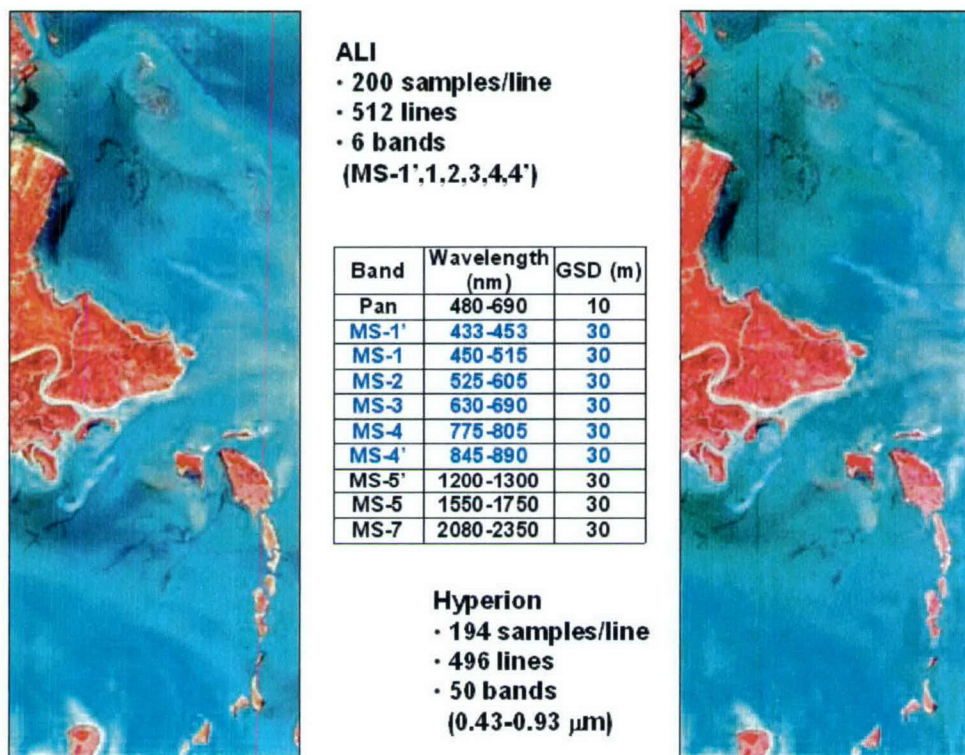 ALI
· 200 samples/line
· 512 lines
· 6 bands
(MS-1',1,2,3,4,4')
Band Wavelength (nm) GSD (m)
Pan 480-690 10
MS-1' 433-453 30
MS-1 450-515 30
MS-2 525-605 30
MS-3 630-690 30
MS-4 775-805 30
MS-4' 845-890 30
MS-5' 1200-1300 30
MS-5 1550-1750 30
MS-7 2080-2350 30
Hyperion
· 194 samples/line
· 496 lines
· 50 bands
(0.43-0.93 μm)